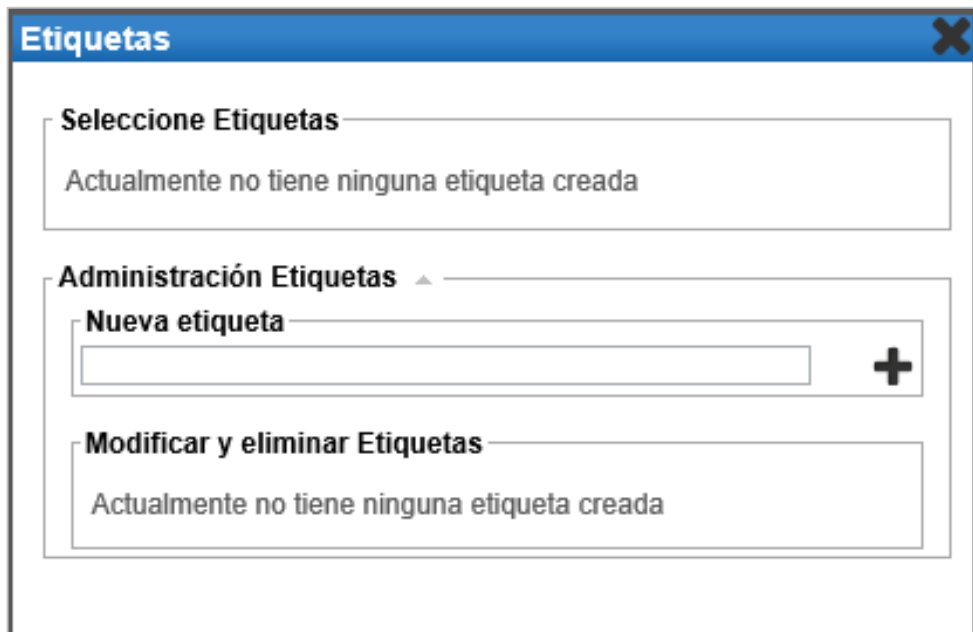 Etiquetas
Seleccione Etiquetas
Actualmente no tiene ninguna etiqueta creada
Administración Etiquetas
Nueva etiqueta
Modificar y eliminar Etiquetas
Actualmente no tiene ninguna etiqueta creada